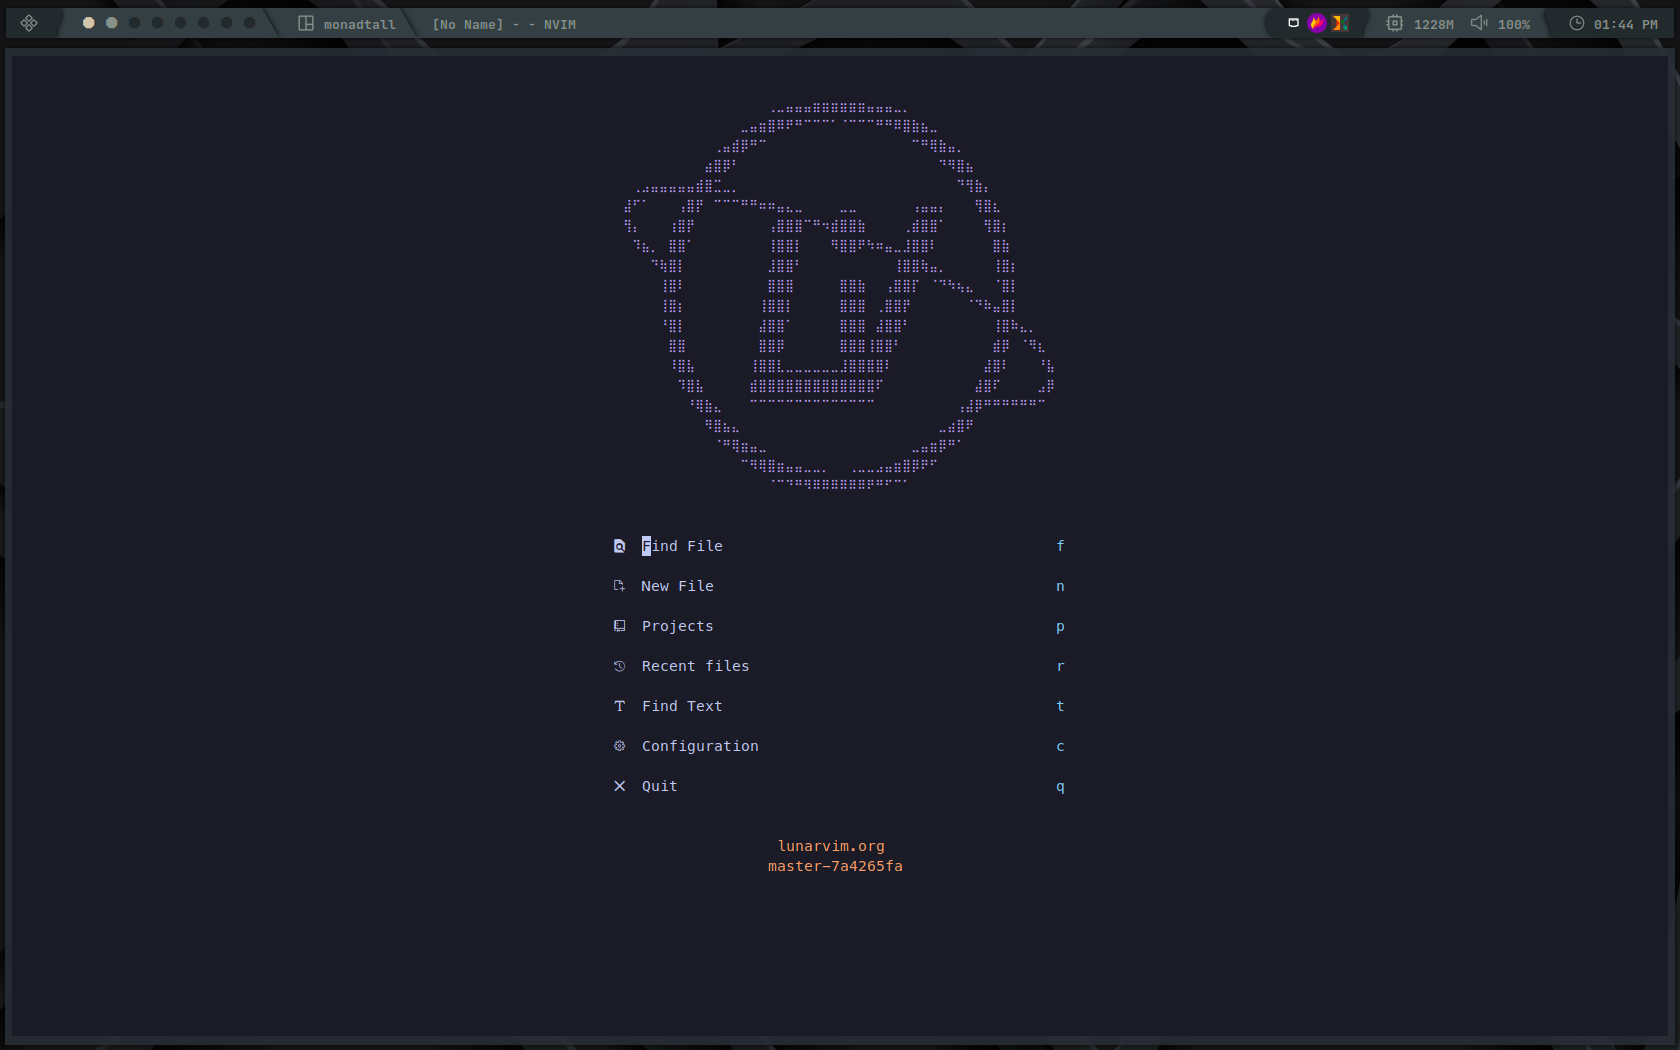 monadtall
[No Name] - - NVIM
1228M
100%
01:44 PM
Find File f
New File n
Projects p
Recent files r
Find Text t
Configuration c
Quit q
lunarvim.org
master-7a4265fa